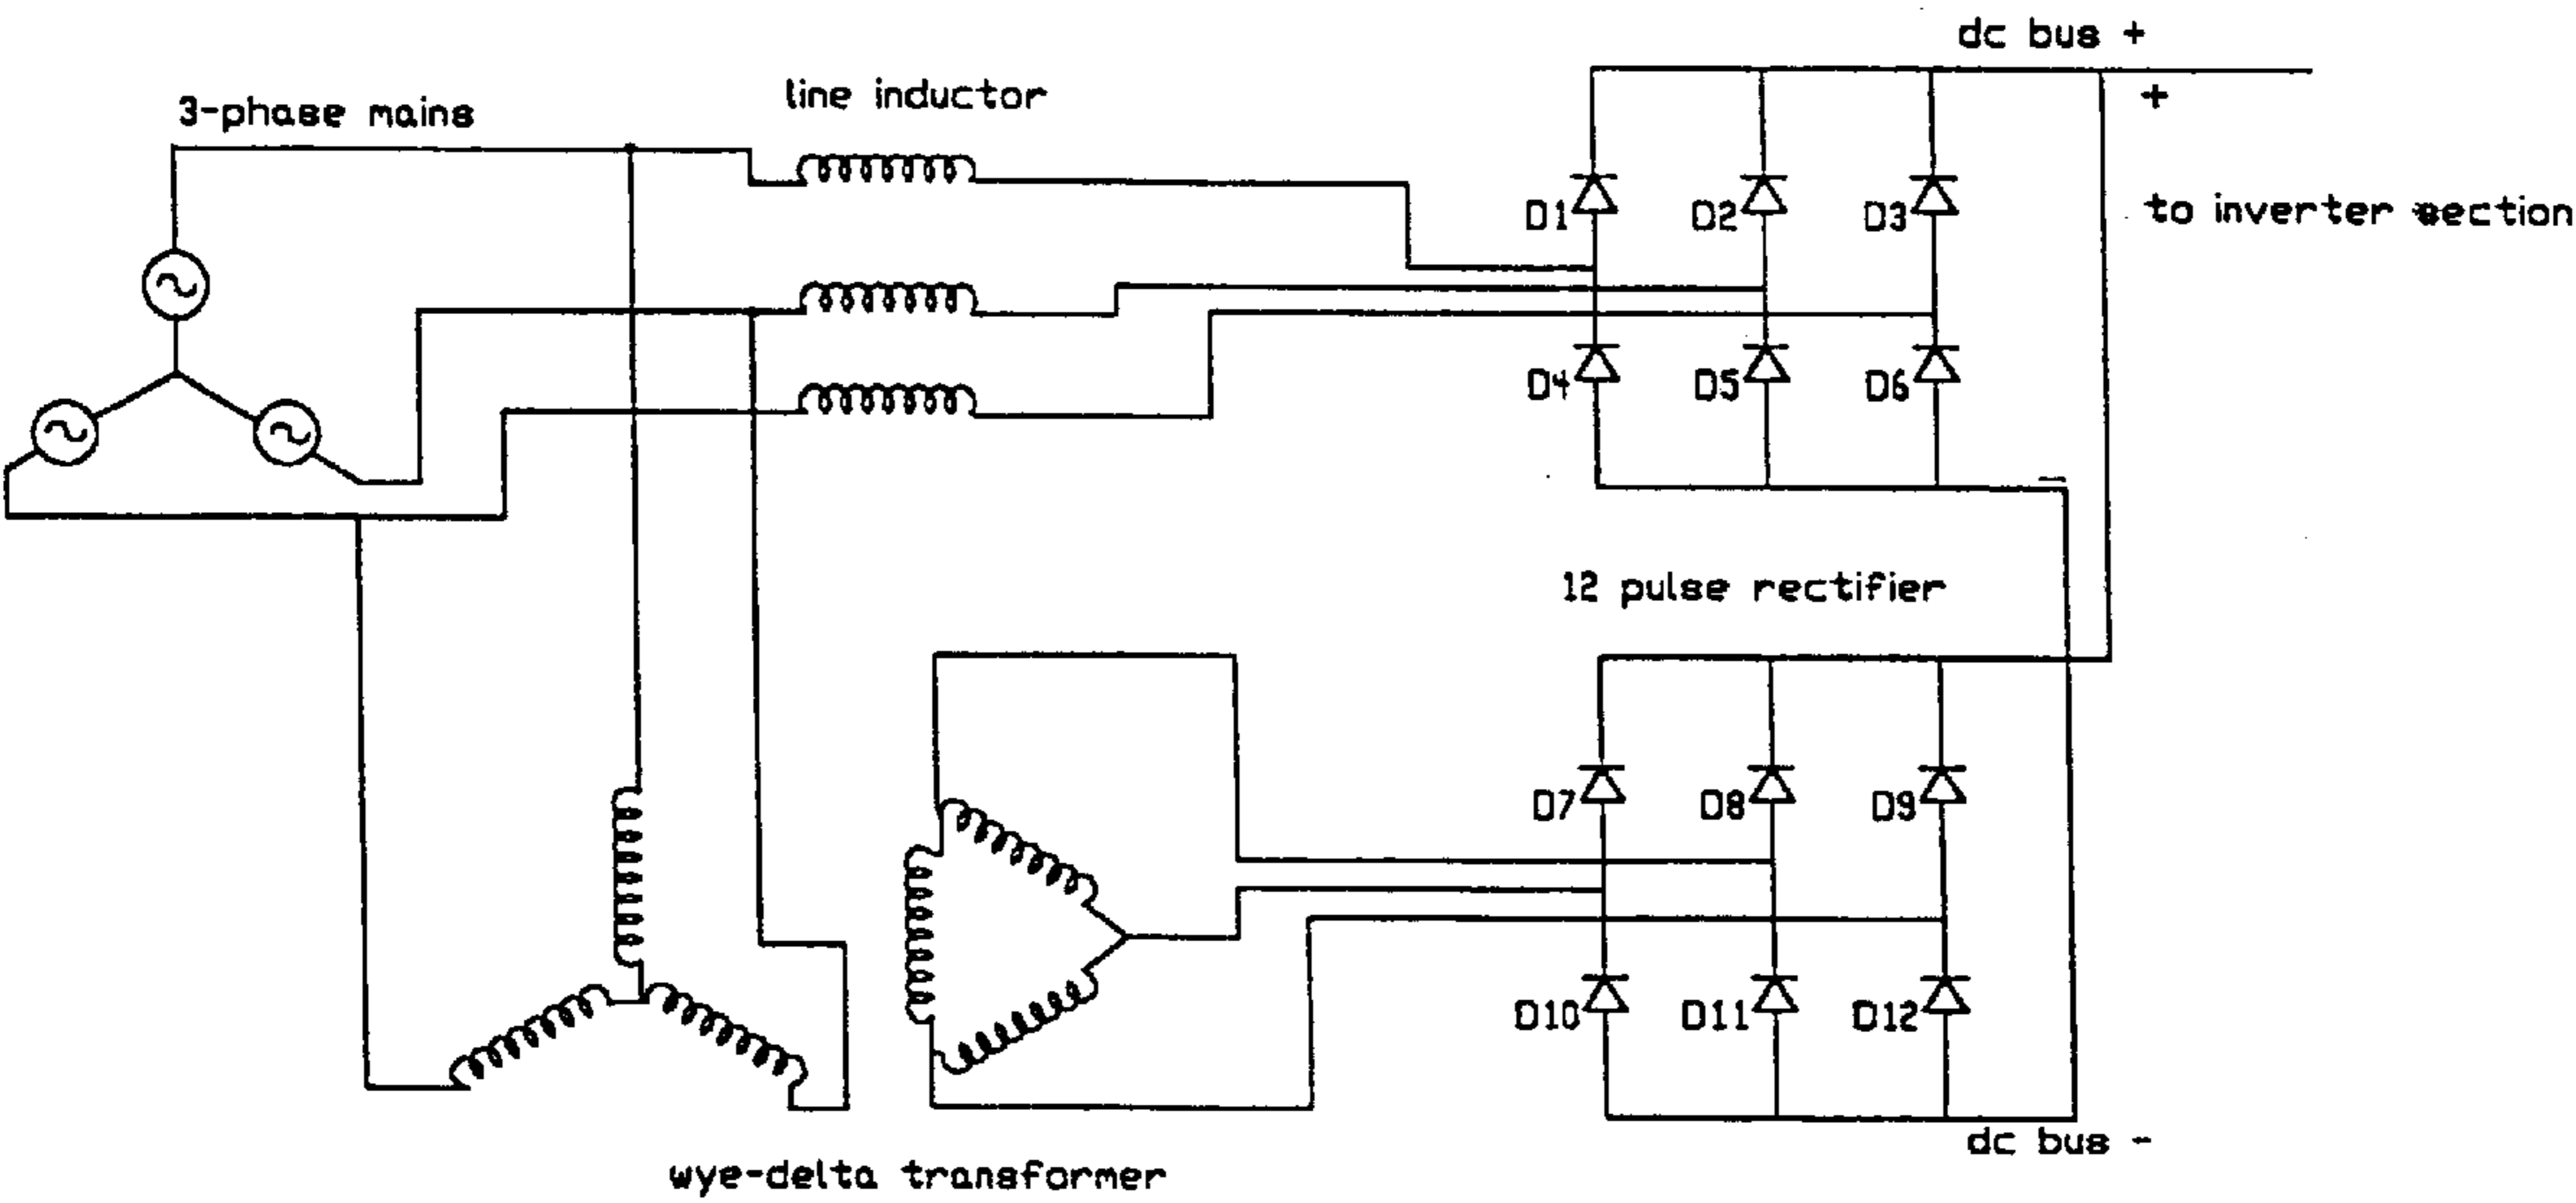 dc bus +
line inductor
3-phase mains
+
D1
D2
D3
to inverter section
D4
D5
D6
-
12 pulse rectifier
D7
D8
D9
D10
D11
D12
dc bus -
wye-delta transformer